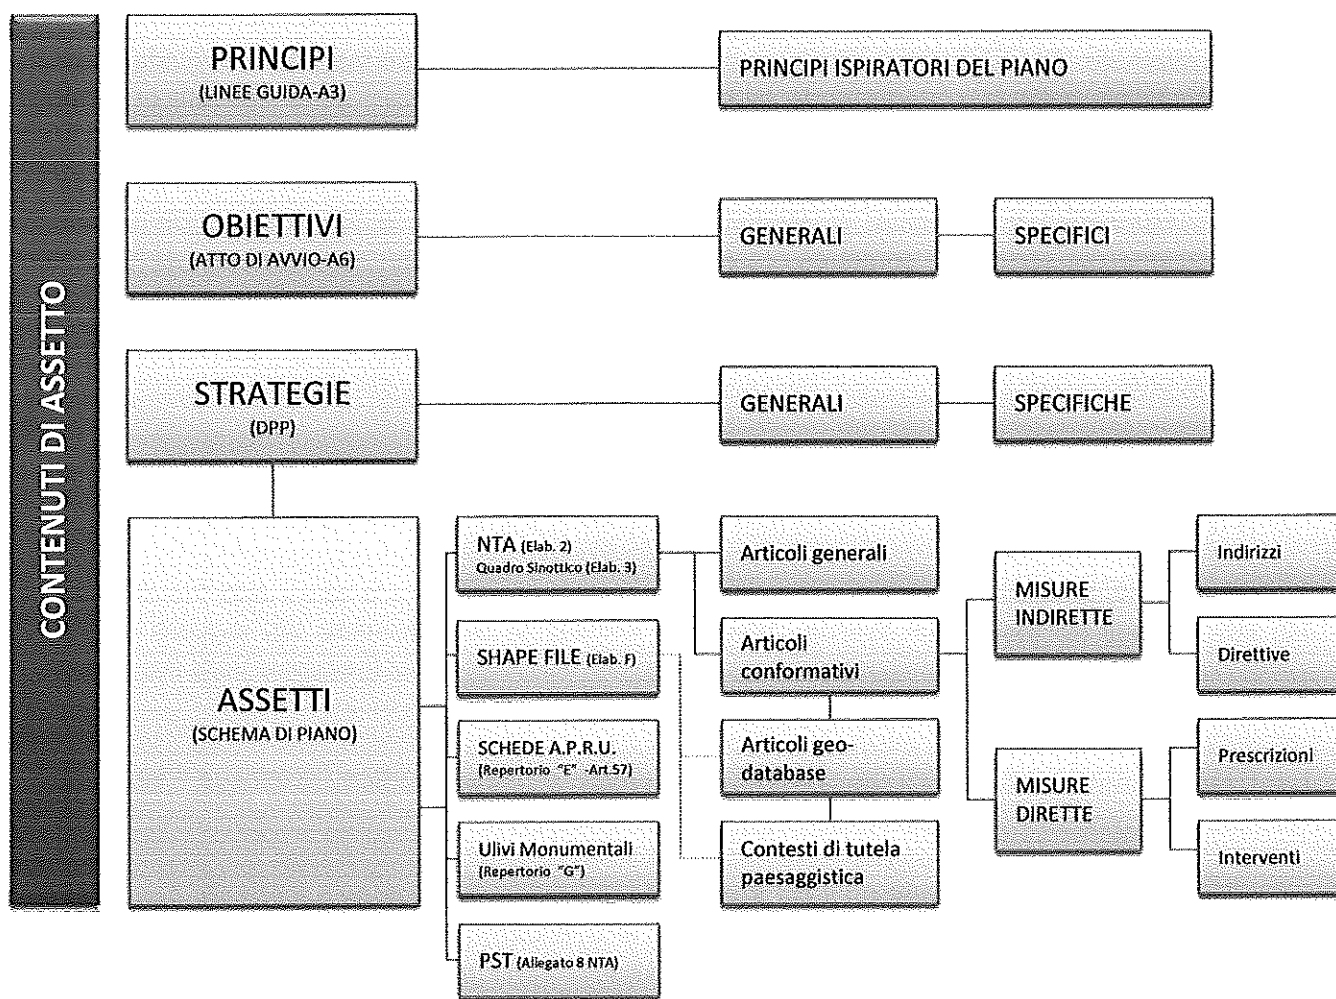 CONTENUTI DI ASSETTO
PRINCIPI
(LINEE GUIDA-A3)
PRINCIPI ISPIRATORI DEL PIANO
OBIETTIVI
(ATTO DI AVVIO-A6)
GENERALI
SPECIFICI
STRATEGIE
(DPP)
GENERALI
SPECIFICHE
ASSETTI
(SCHEMA DI PIANO)
NTA (Elab. 2)
Quadro Sinottico (Elab. 3)
SHAPE FILE (Elab. F)
SCHEDE A.P.R.U.
(Repertorio "E" -Art.57)
Ulivi Monumentali
(Repertorio "G")
PST (Allegato 8 NTA)
Articoli generali
Articoli
conformativi
Articoli geo-
database
Contesti di tutela
paesaggistica
MISURE
INDIRETTE
MISURE
DIRETTE
Indirizzi
Direttive
Prescrizioni
Interventi